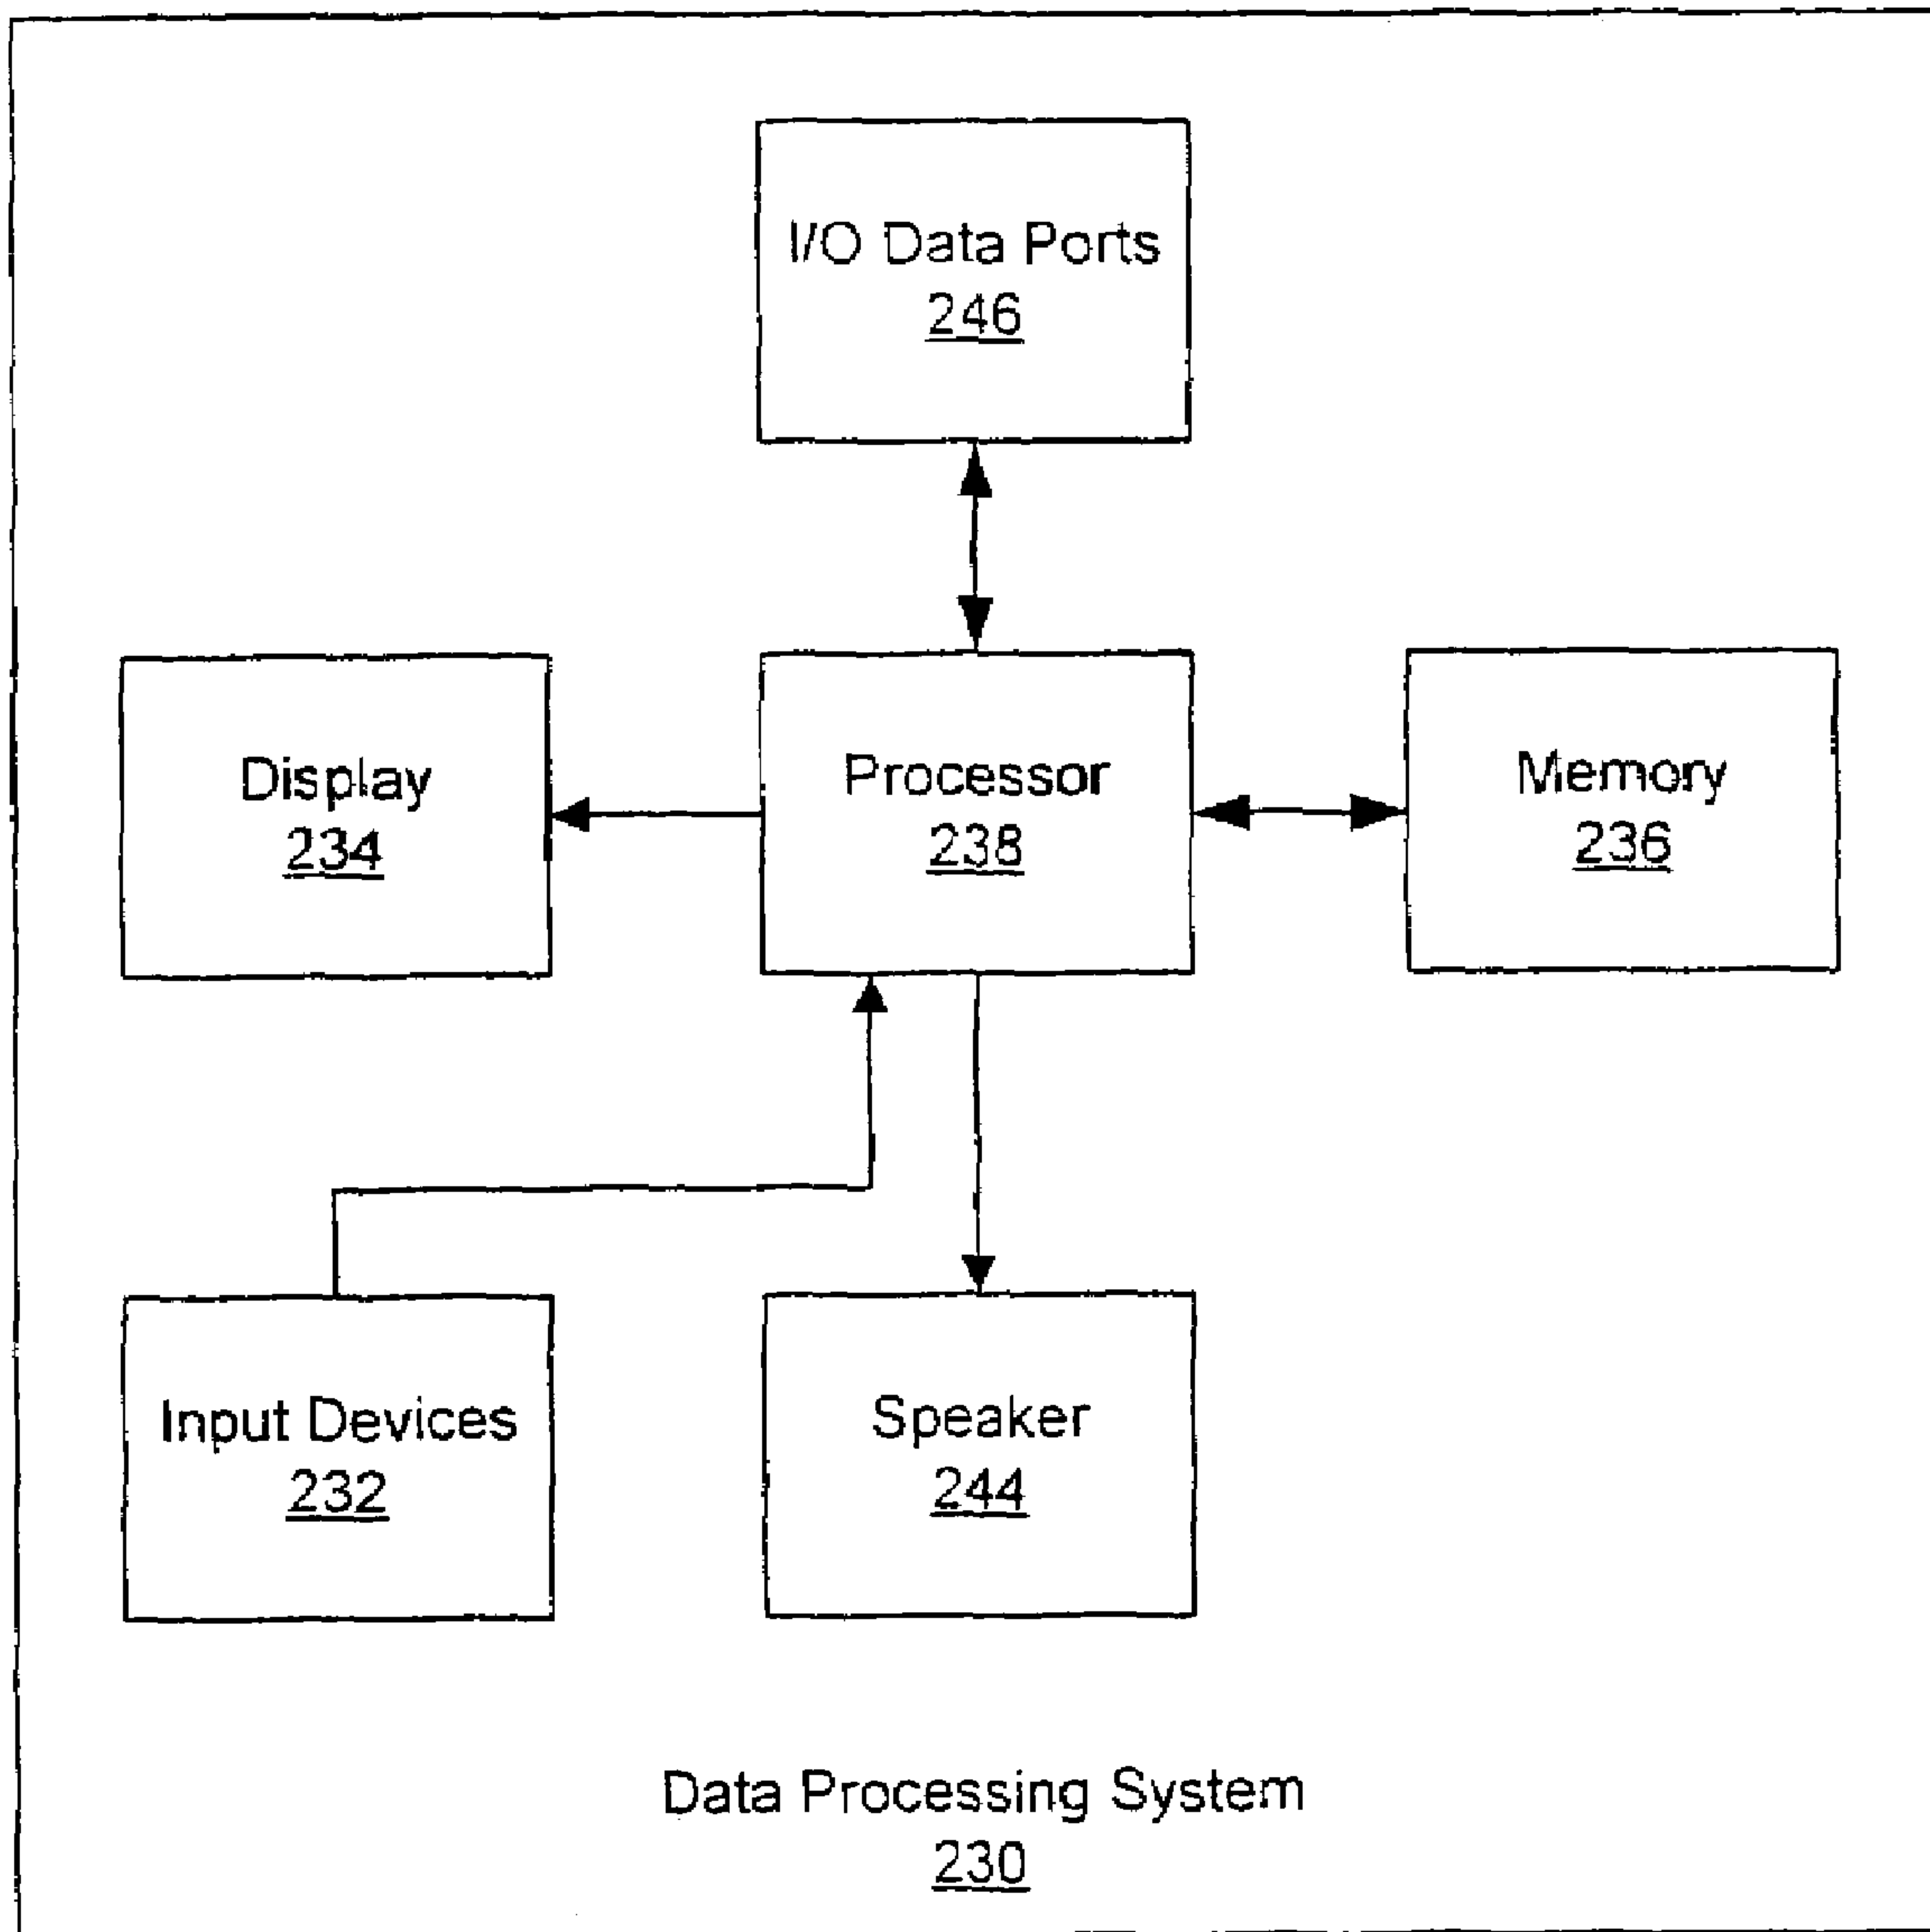 I/O Data Ports
246
Display
234
Processor
238
Memory
236
Input Devices
232
Speaker
244
Data Processing System
230